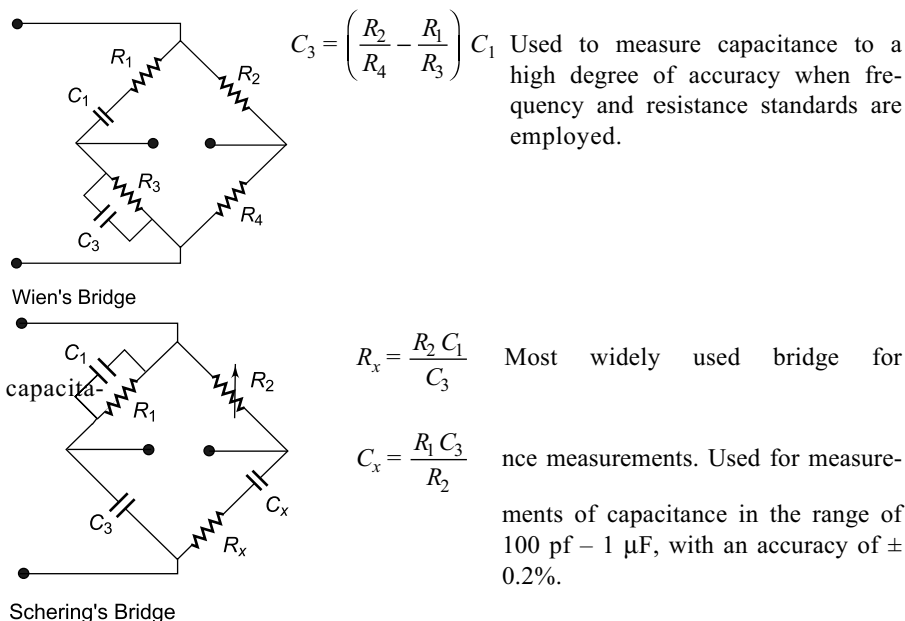 C3 = (R2/R4 − R1/R3) C1 Used to measure capacitance to a
high degree of accuracy when fre-
quency and resistance standards are
employed.
R1
R2
C1
R3
R4
C3
Wien's Bridge
Rx = R2 C1/C3 Most widely used bridge for
capacita-
Cx = R1 C3/R2 nce measurements. Used for measure-
ments of capacitance in the range of
100 pf – 1 μF, with an accuracy of ±
0.2%.
C1
R2
R1
C3
Cx
Rx
Schering's Bridge